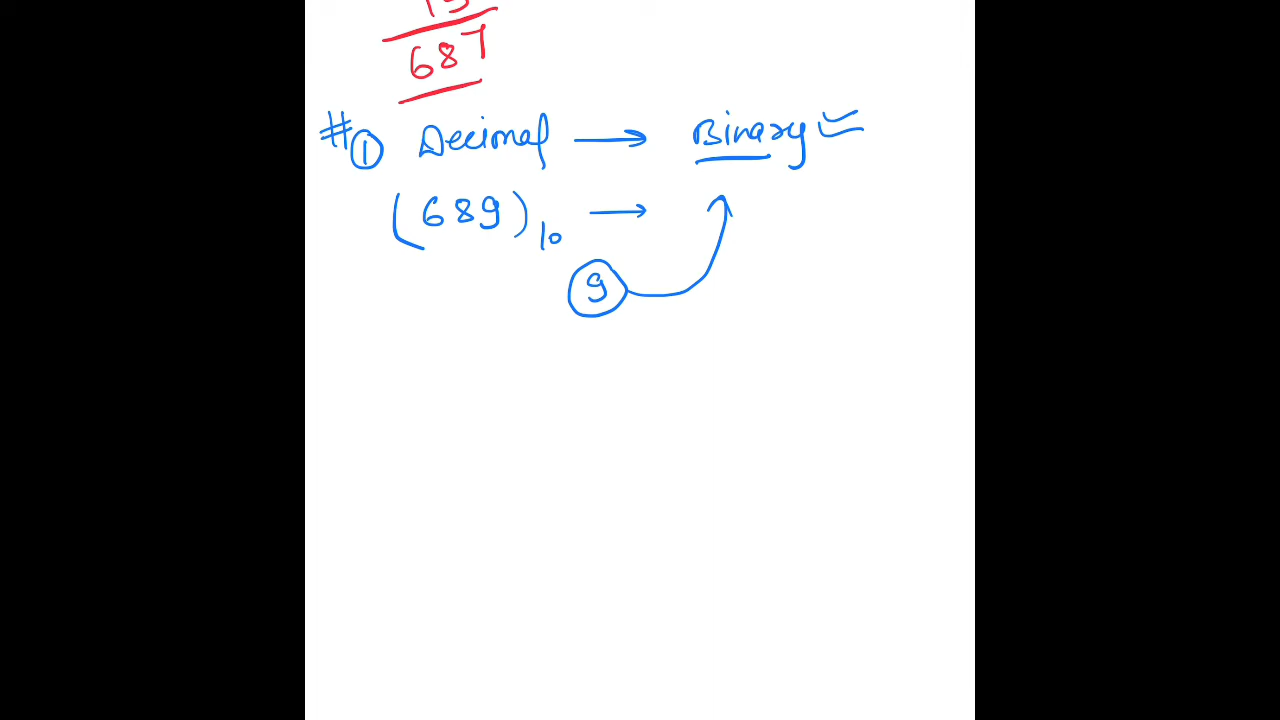 687
#① Decimal → Binary
(689)10 →
9